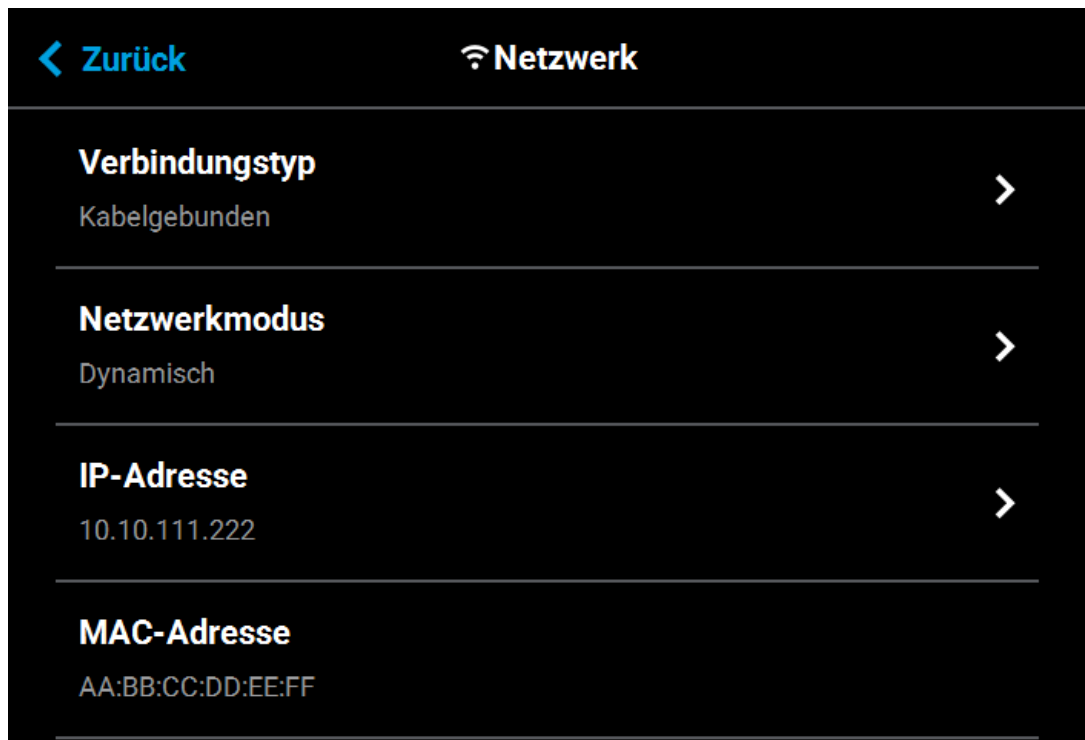 Zurück
Netzwerk
Verbindungstyp
Kabelgebunden
Netzwerkmodus
Dynamisch
IP-Adresse
10.10.111.222
MAC-Adresse
AA:BB:CC:DD:EE:FF